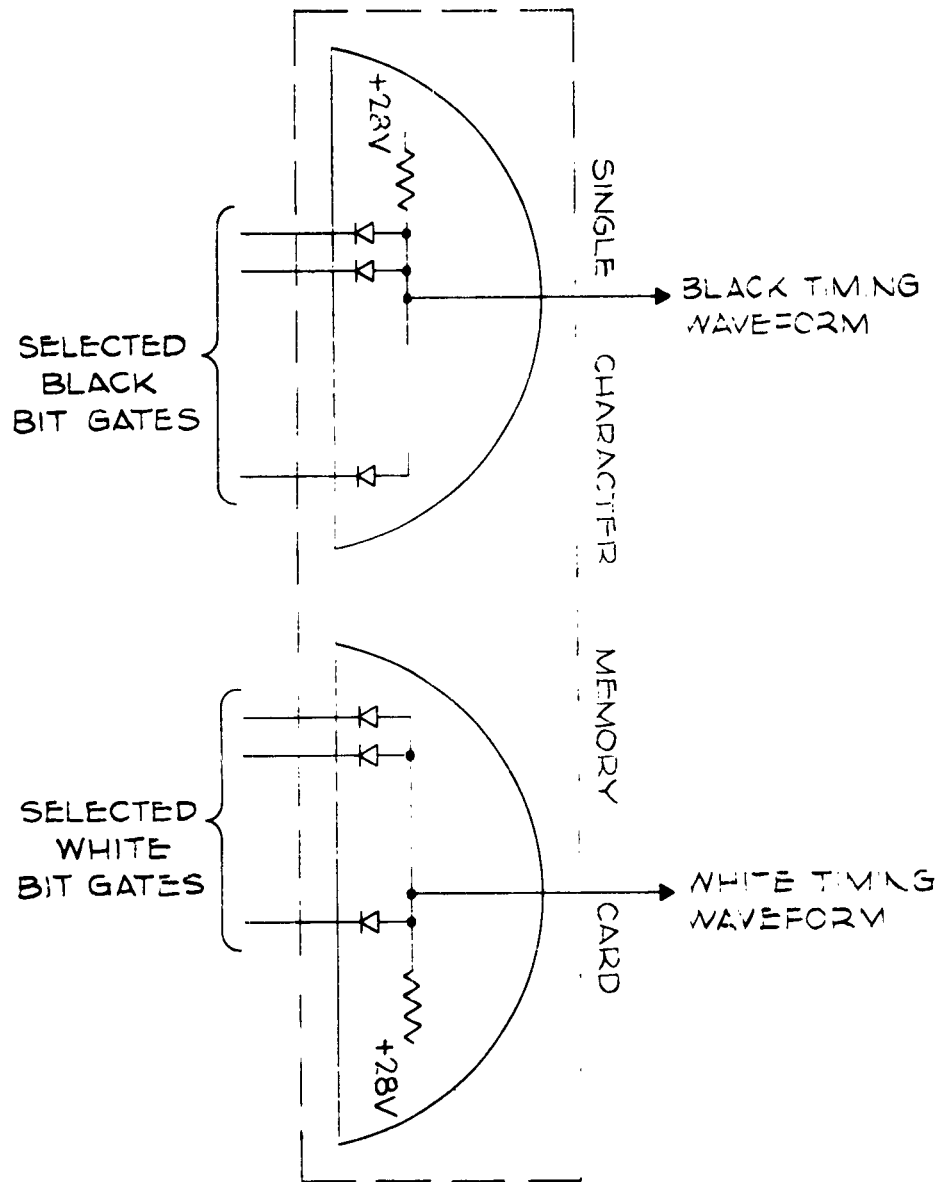 +28V
SINGLE CHARACTER MEMORY CARD
BLACK TIMING
WAVEFORM
SELECTED
BLACK
BIT GATES
SELECTED
WHITE
BIT GATES
WHITE TIMING
WAVEFORM
+28V